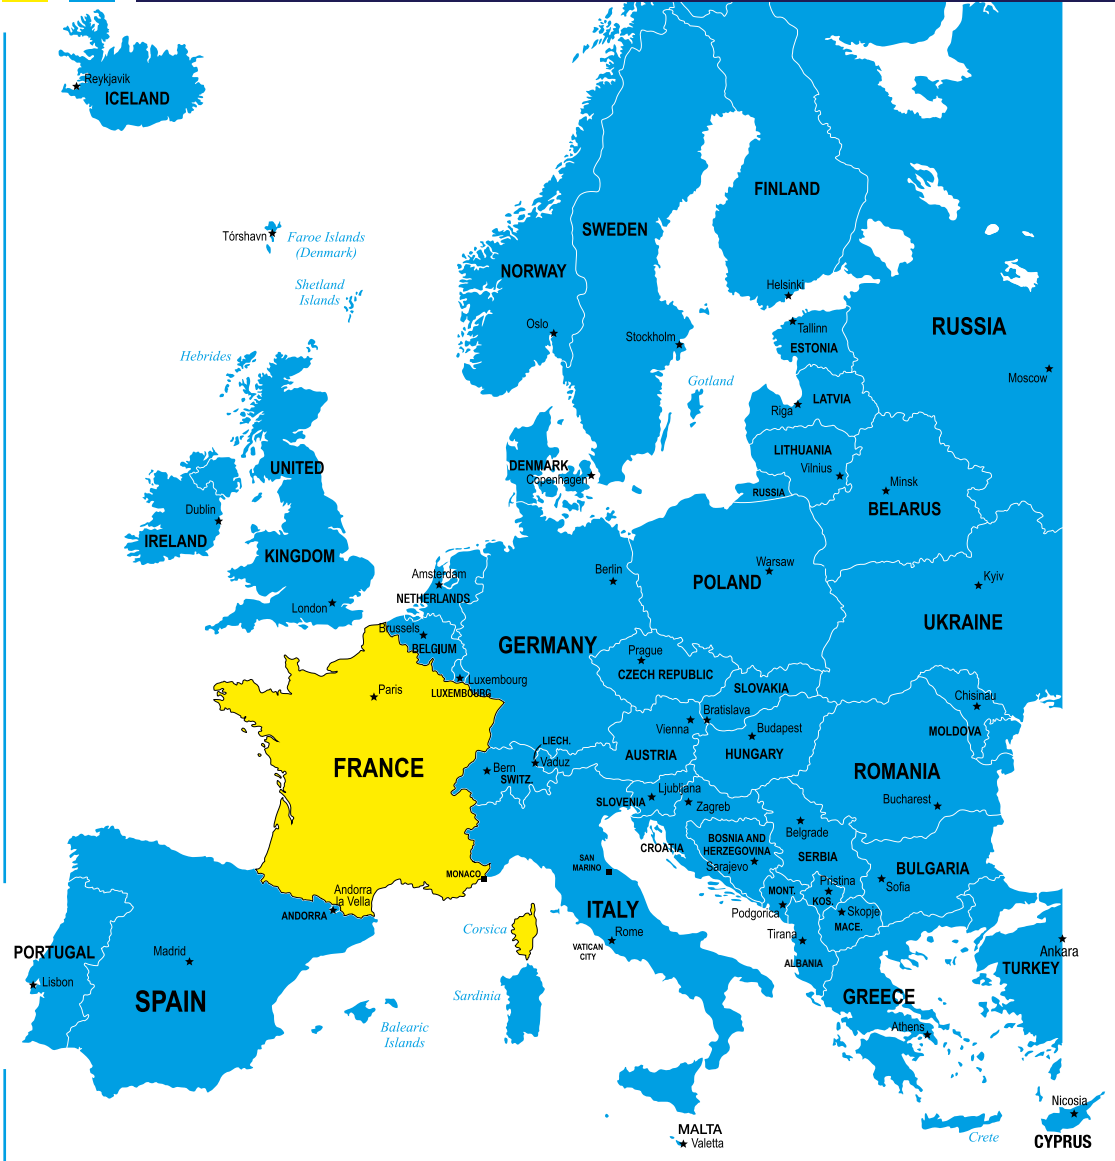 Reykjavik
ICELAND
FINLAND
SWEDEN
Tórshavn
Faroe Islands
(Denmark)
NORWAY
Shetland
Islands
Helsinki
Oslo
Tallinn
RUSSIA
Stockholm
ESTONIA
Hebrides
Moscow
Gotland
LATVIA
Riga
LITHUANIA
UNITED
DENMARK
Vilnius
Copenhagen
Minsk
RUSSIA
Dublin
BELARUS
IRELAND
KINGDOM
Warsaw
Berlin
Amsterdam
Kyiv
POLAND
NETHERLANDS
London
UKRAINE
Brussels
GERMANY
BELGIUM
Prague
CZECH REPUBLIC
Luxembourg
SLOVAKIA
Paris
LUXEMBOURG
Chisinau
Bratislava
Vienna
Budapest
MOLDOVA
LIECH.
AUSTRIA
HUNGARY
Vaduz
FRANCE
Bern
SWITZ.
ROMANIA
Ljubljana
SLOVENIA
Zagreb
Bucharest
Belgrade
BOSNIA AND
HERZEGOVINA
CROATIA
SERBIA
SAN
MARINO
Sarajevo
BULGARIA
MONACO
Pristina
Sofia
Andorra
la Vella
MONT.
KOS.
ANDORRA
ITALY
Podgorica
Skopje
Corsica
Rome
MACE.
Tirana
VATICAN
CITY
PORTUGAL
Madrid
Ankara
ALBANIA
TURKEY
Lisbon
SPAIN
Sardinia
GREECE
Balearic
Islands
Athens
Nicosia
MALTA
Valetta
Crete
CYPRUS